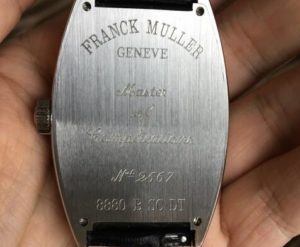 FRANCK MULLER
GENEVE
Master
of
Complications
Nº 2567
8880 B SC DT